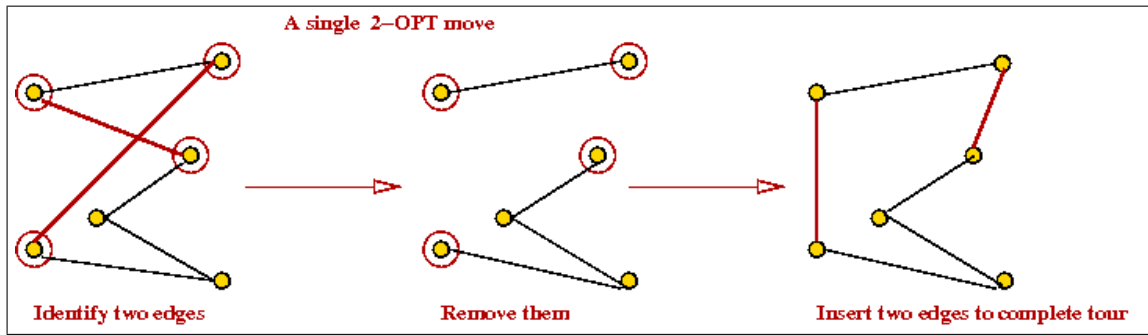 A single 2–OPT move
Identify two edges
Remove them
Insert two edges to complete tour